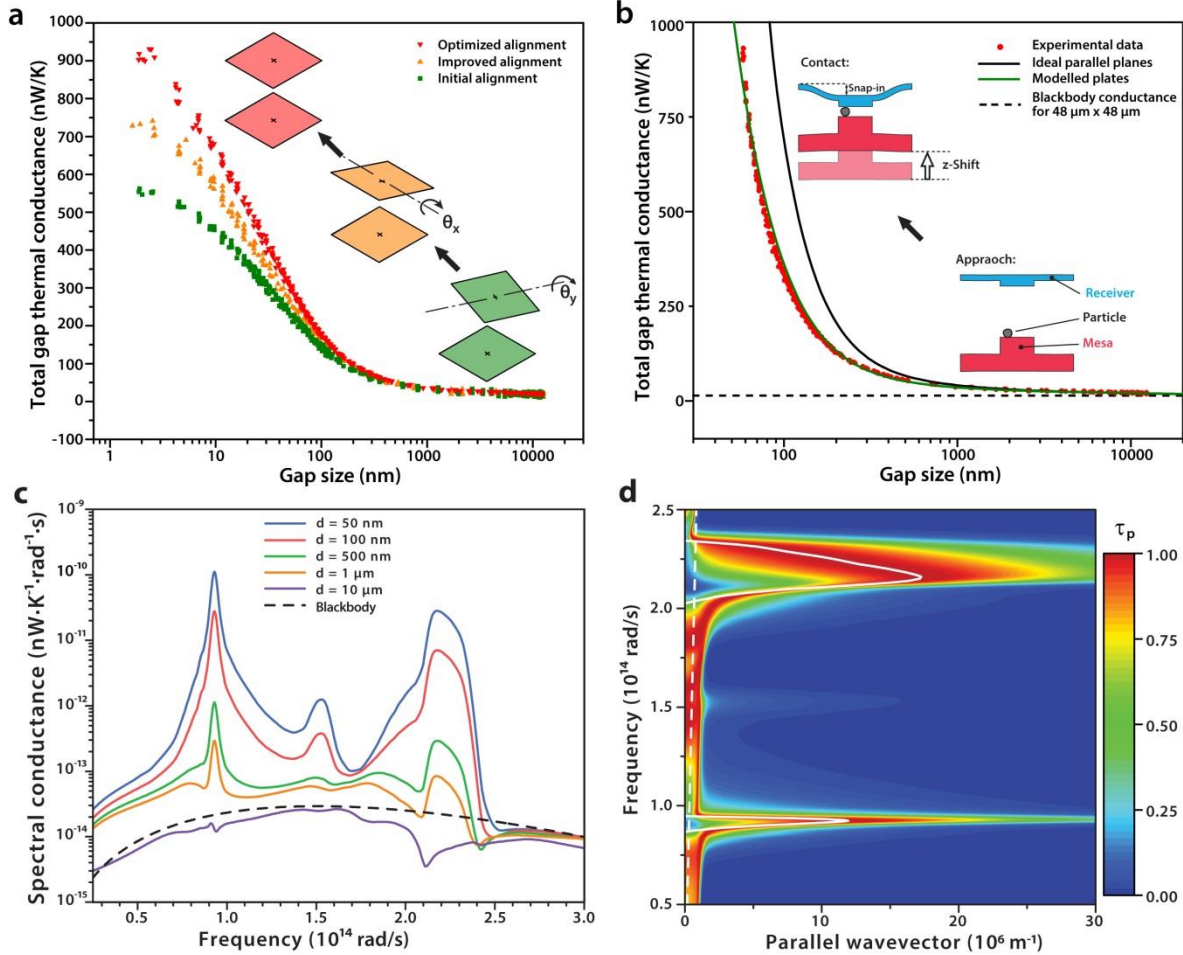 a
1000
900
800
700
600
500
400
300
200
100
0
-100
Total gap thermal conductance (nW/K)
Optimized alignment
Improved alignment
Initial alignment
θx
θy
1
10
100
1000
10000
Gap size (nm)
b
1000
750
500
250
0
Total gap thermal conductance (nW/K)
Experimental data
Ideal parallel planes
Modelled plates
Blackbody conductance
for 48 μm x 48 μm
Contact:
Snap-in
z-Shift
Appraoch:
Receiver
Particle
Mesa
100
1000
10000
Gap size (nm)
c
10⁻⁹
10⁻¹⁰
10⁻¹¹
10⁻¹²
10⁻¹³
10⁻¹⁴
10⁻¹⁵
Spectral conductance (nW·K⁻¹·rad⁻¹·s)
d = 50 nm
d = 100 nm
d = 500 nm
d = 1 μm
d = 10 μm
Blackbody
0.5
1.0
1.5
2.0
2.5
3.0
Frequency (10¹⁴ rad/s)
d
2.5
2.0
1.5
1.0
0.5
Frequency (10¹⁴ rad/s)
0
10
20
30
Parallel wavevector (10⁶ m⁻¹)
τp
1.00
0.75
0.50
0.25
0.00